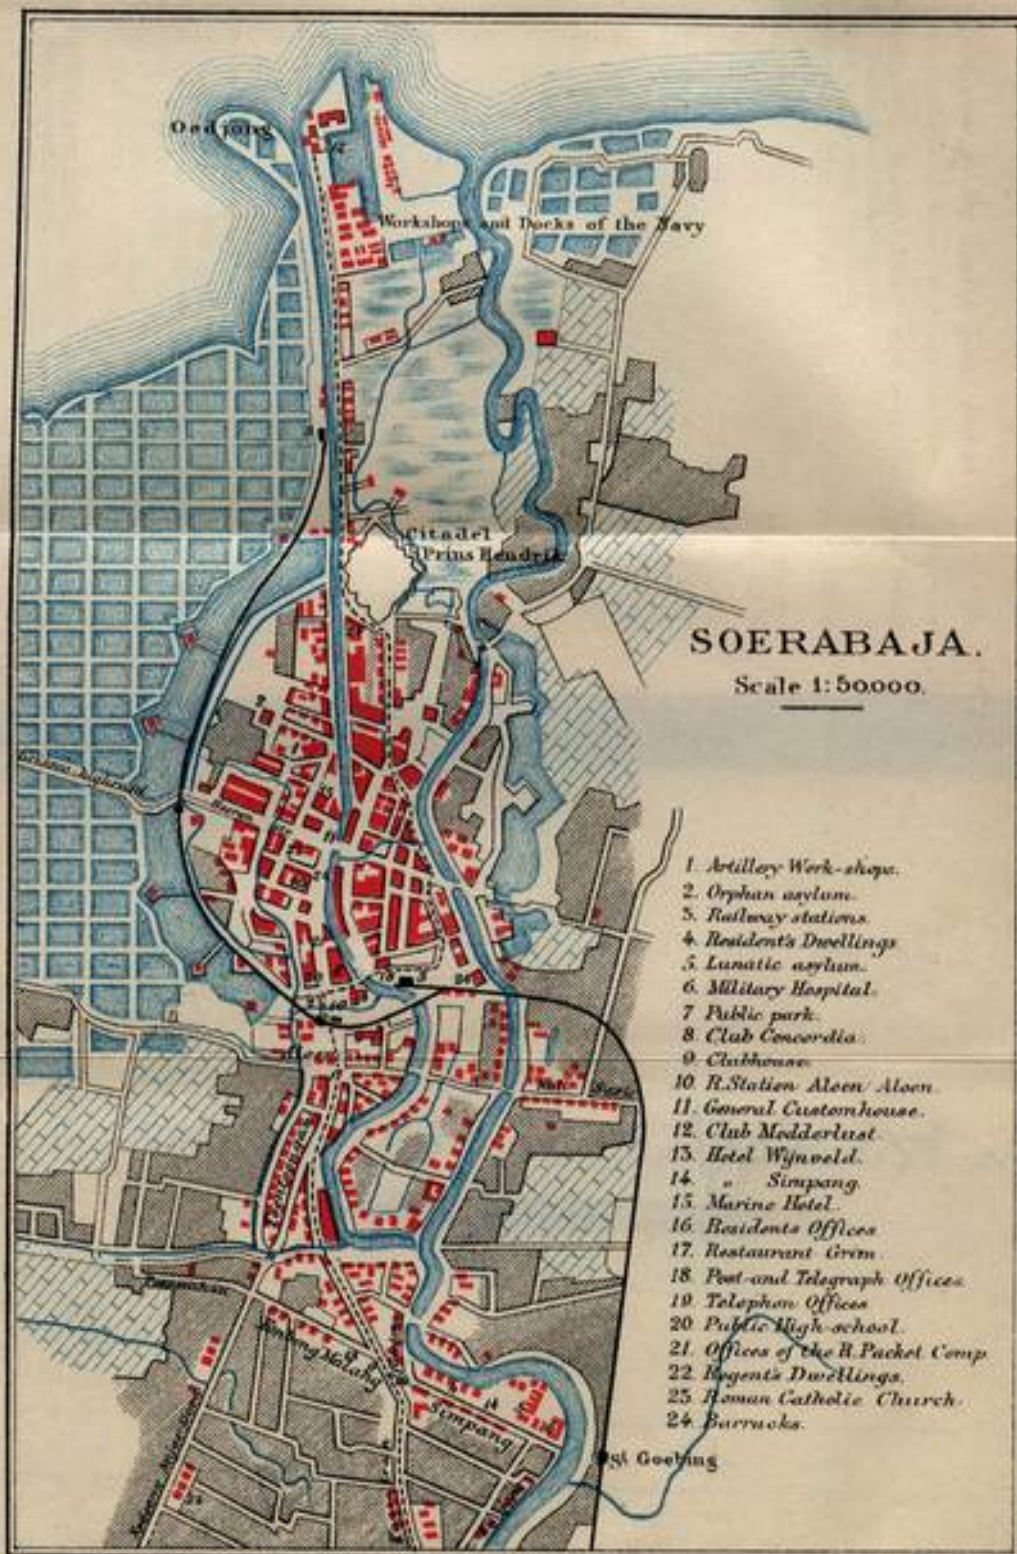 Oedjong
Workshops and Docks of the Navy
Citadel
Prins Hendrik
SOERABAJA.
Scale 1:50.000.
1. Artillery Work-shops.
2. Orphan asylum.
3. Railway stations.
4. Resident's Dwellings
5. Lunatic asylum.
6. Military Hospital.
7. Public park.
8. Club Concordia.
9. Clubhouse.
10. R.Station Aloen Aloen.
11. General Customhouse.
12. Club Modderlust.
13. Hotel Wijnveld.
14. " Simpang.
15. Marine Hotel.
16. Residents Offices
17. Restaurant Grim.
18. Post-and Telegraph Offices.
19. Telephon Offices
20. Public High-school.
21. Offices of the R.Packet Comp.
22. Regent's Dwellings.
23. Roman Catholic Church.
24. Barracks.
Simpang
St Goebing